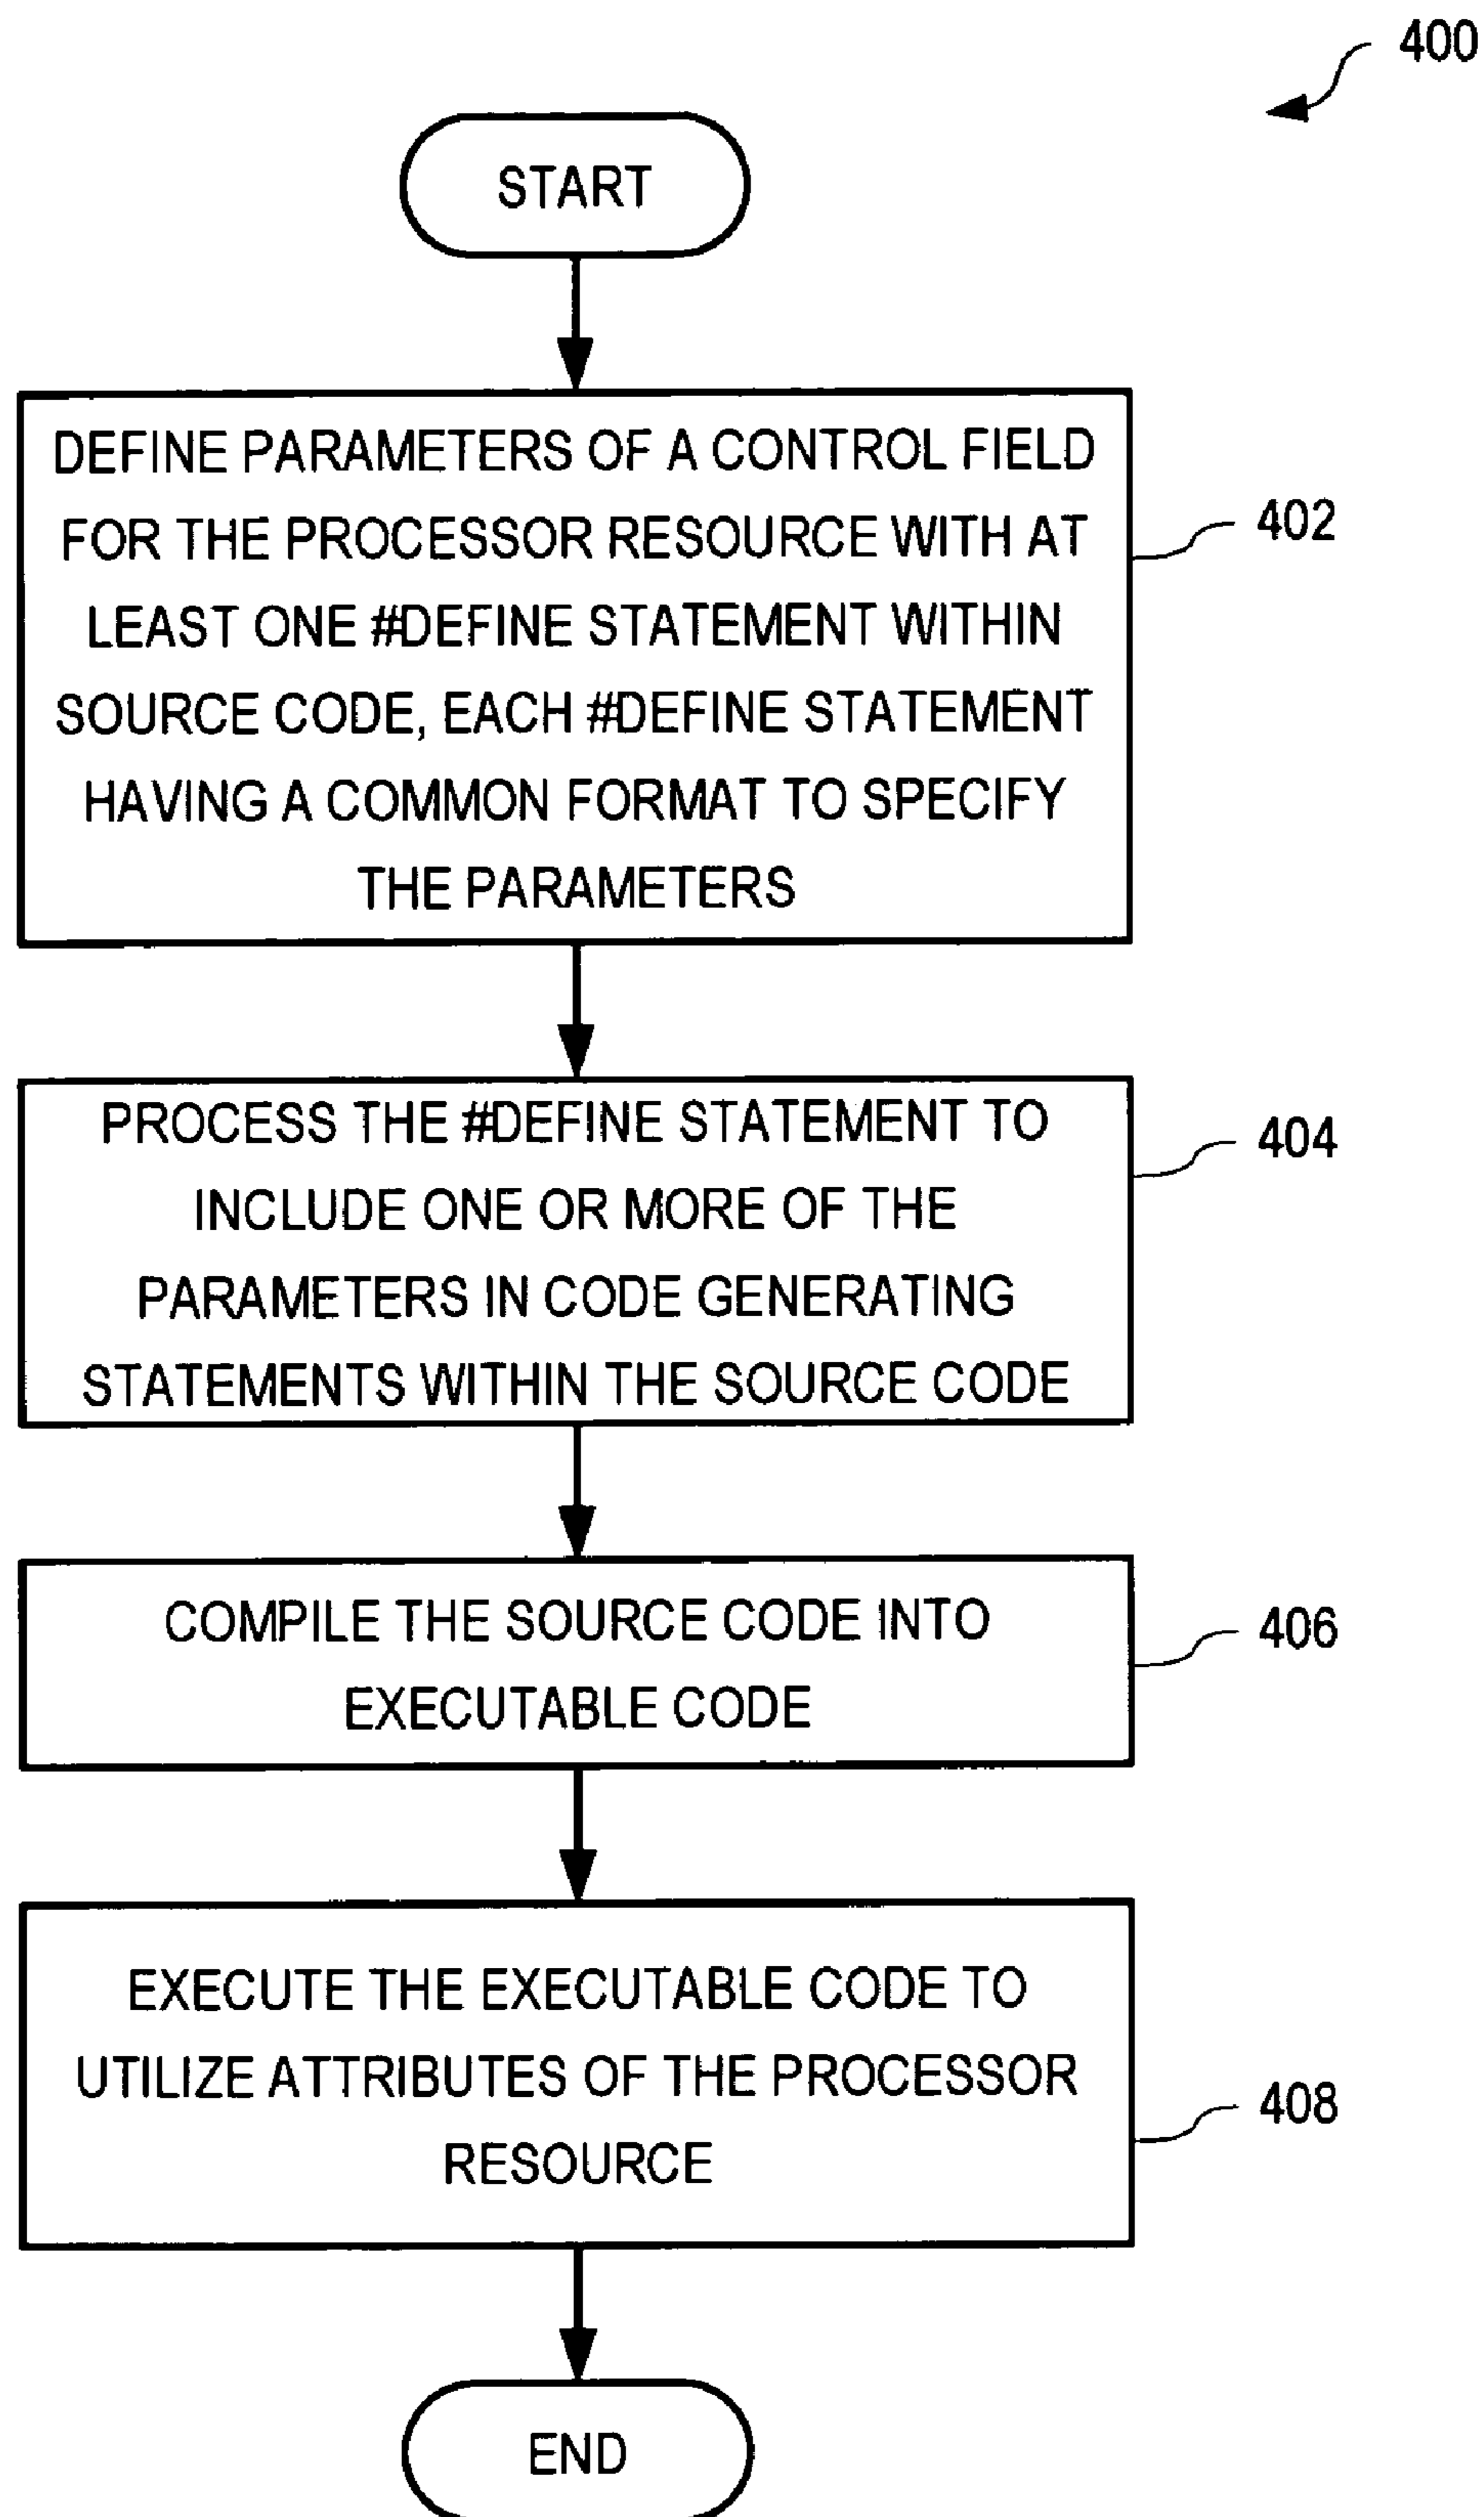 400
START
DEFINE PARAMETERS OF A CONTROL FIELD
FOR THE PROCESSOR RESOURCE WITH AT
LEAST ONE #DEFINE STATEMENT WITHIN
SOURCE CODE, EACH #DEFINE STATEMENT
HAVING A COMMON FORMAT TO SPECIFY
THE PARAMETERS
402
PROCESS THE #DEFINE STATEMENT TO
INCLUDE ONE OR MORE OF THE
PARAMETERS IN CODE GENERATING
STATEMENTS WITHIN THE SOURCE CODE
404
COMPILE THE SOURCE CODE INTO
EXECUTABLE CODE
406
EXECUTE THE EXECUTABLE CODE TO
UTILIZE ATTRIBUTES OF THE PROCESSOR
RESOURCE
408
END